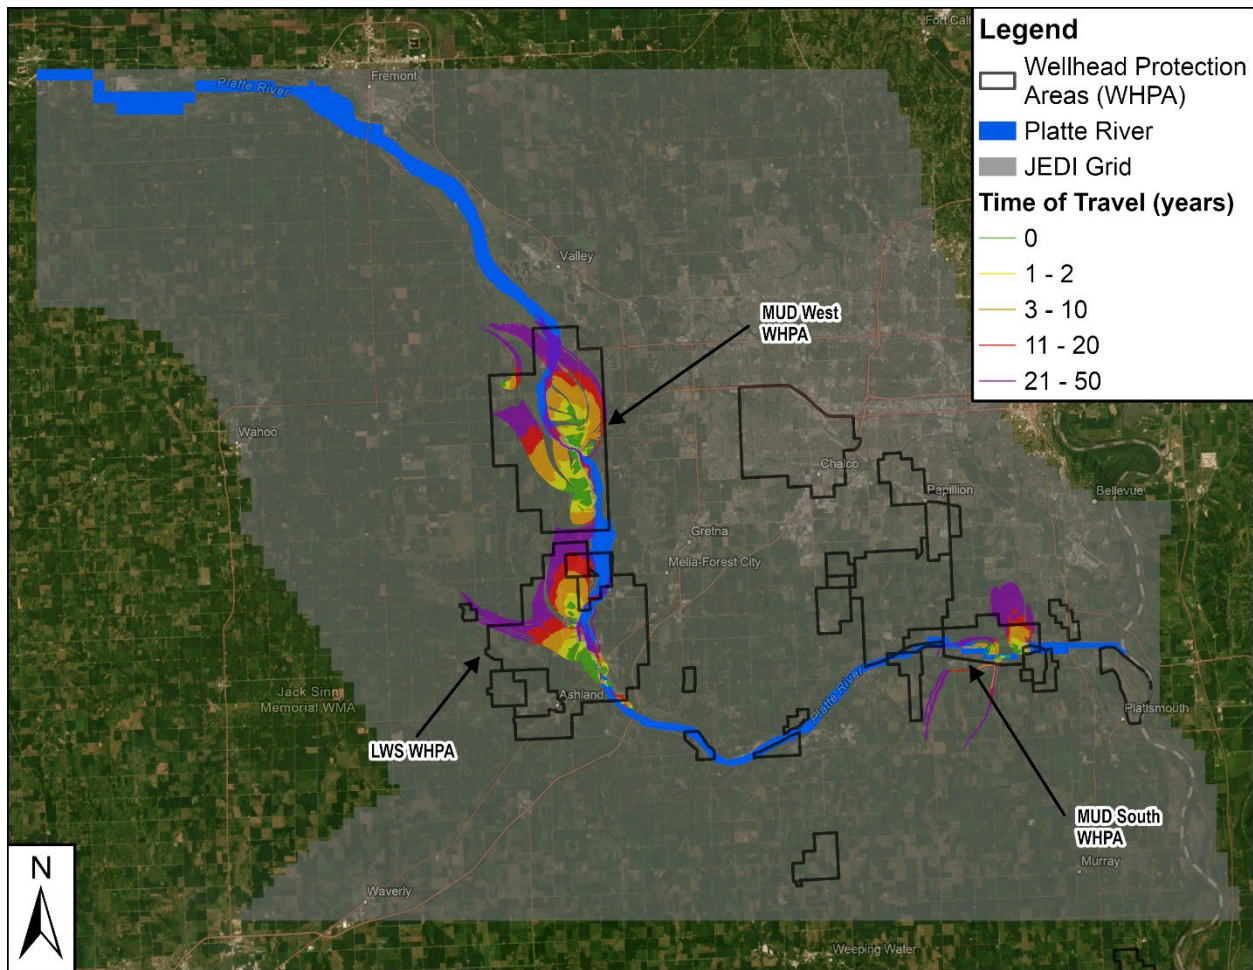 Fort Calh
Legend
Wellhead Protection
Areas (WHPA)
Platte River
JEDI Grid
Time of Travel (years)
0
1 - 2
3 - 10
11 - 20
21 - 50
Fremont
Platte River
Valley
MUD West
WHPA
Wahoo
Chalco
Papillion
Bellevue
Gretna
Melia-Forest City
Jack Sinn
Memorial WMA
Ashland
Platte River
Plattsmouth
LWS WHPA
MUD South
WHPA
Murray
N
Waverly
Weeping Water